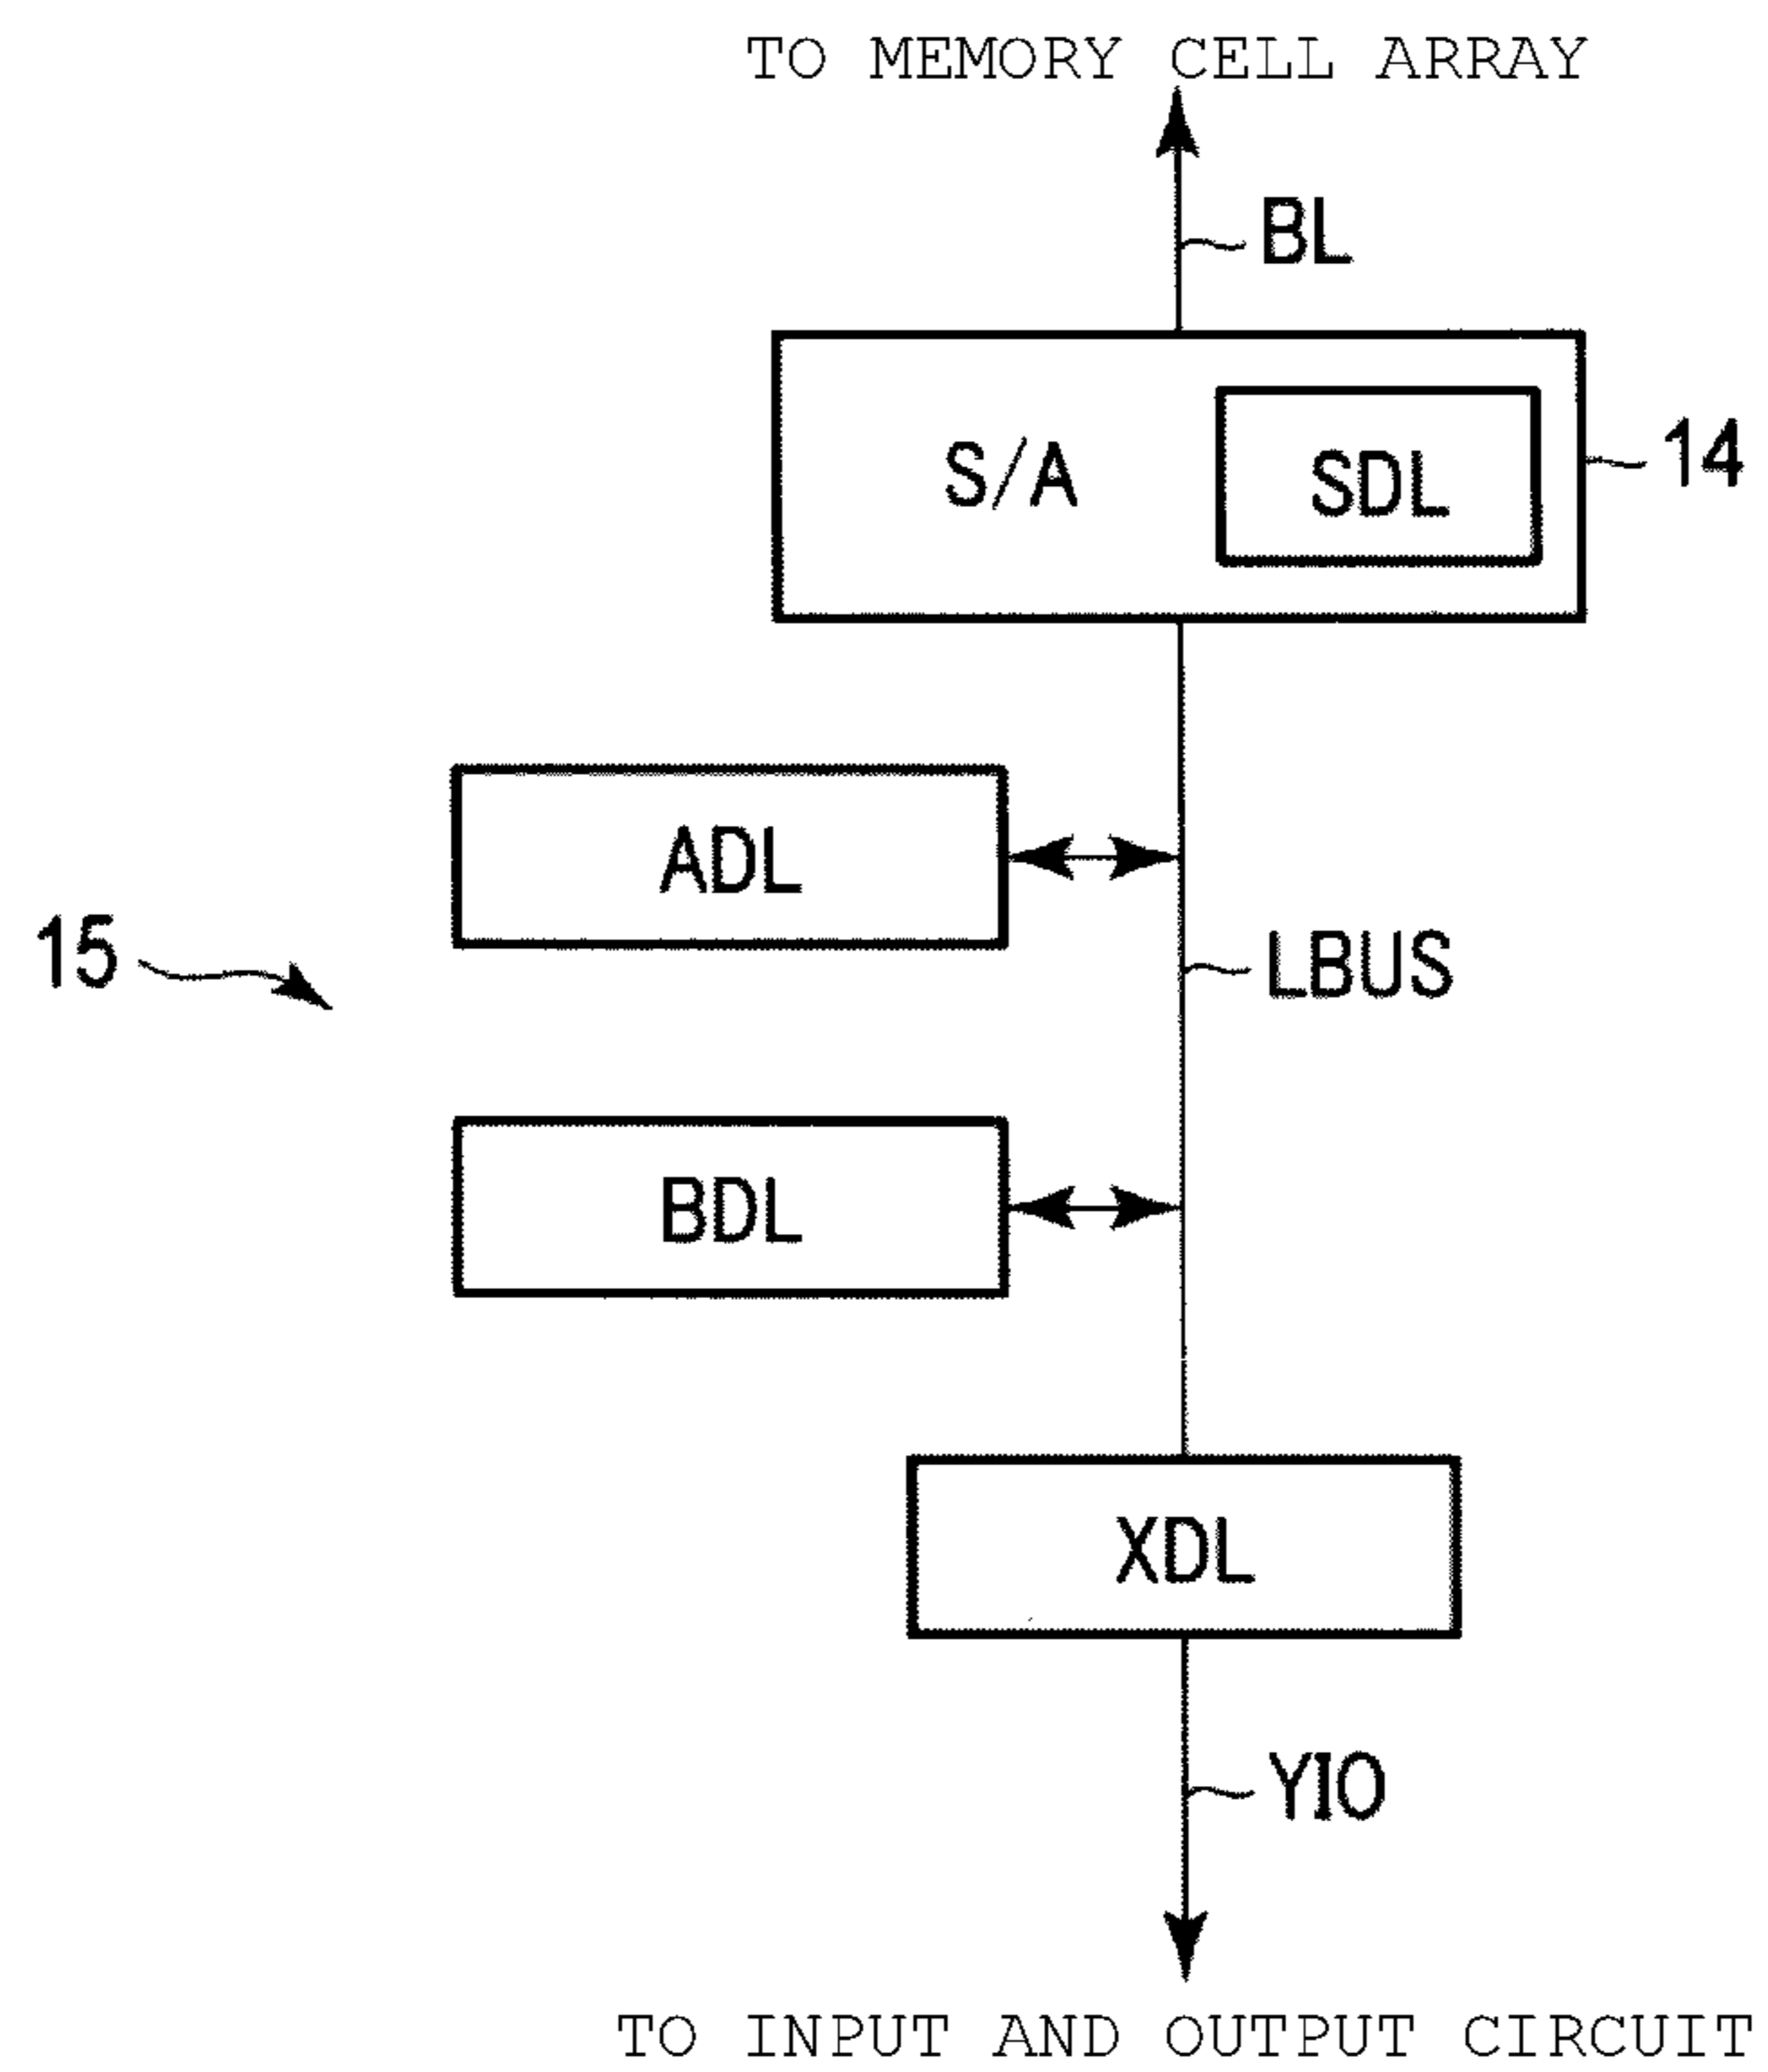 TO MEMORY CELL ARRAY
BL
S/A
SDL
14
ADL
15
LBUS
BDL
XDL
YIO
TO INPUT AND OUTPUT CIRCUIT